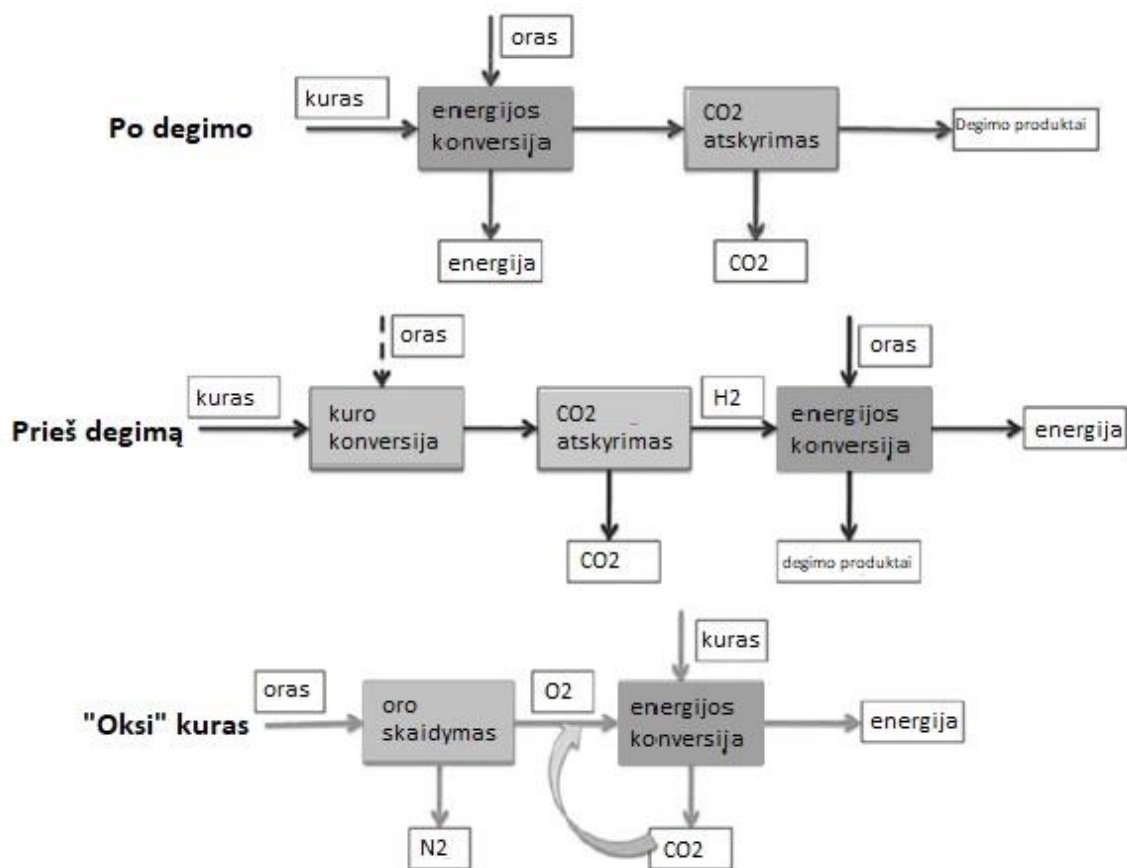 oras
kuras
Po degimo
energijos
konversija
CO2
atskyrimas
Degimo produktai
energija
CO2
oras
oras
kuras
H2
Prieš degimą
kuro
konversija
CO2
atskyrimas
energijos
konversija
energija
CO2
degimo produktai
kuras
oras
O2
"Oksi" kuras
oro
skaidymas
energijos
konversija
energija
N2
CO2